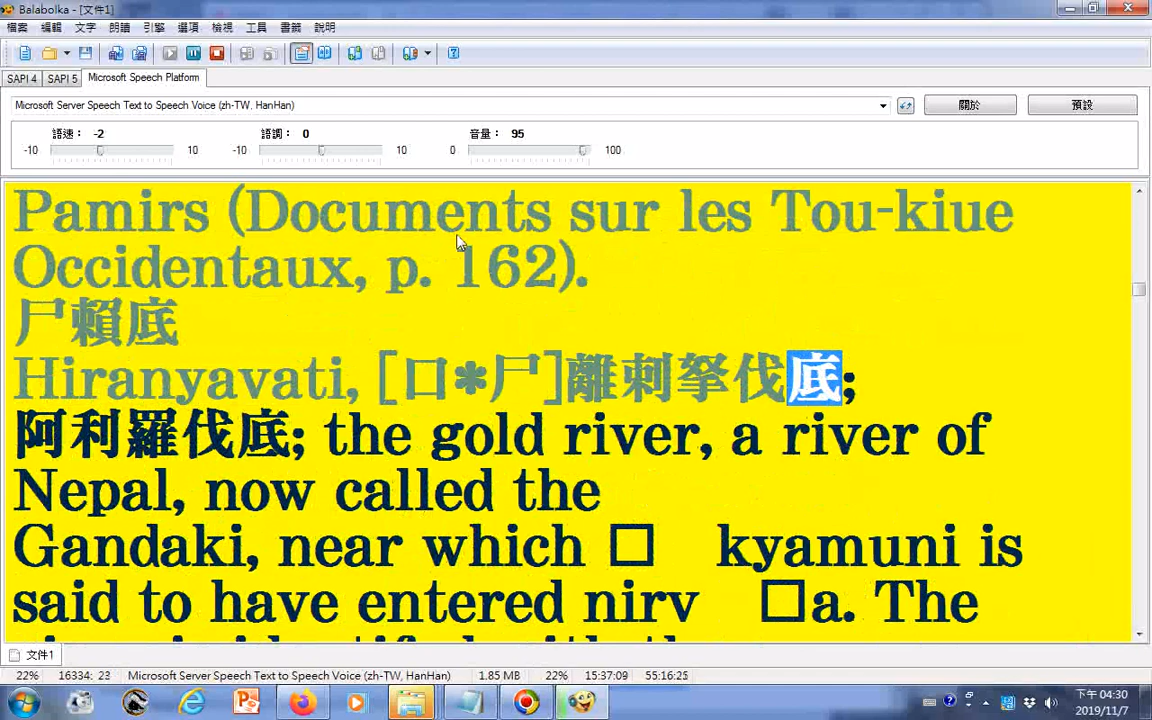 Balabolka - [文件1]
檔案 編輯 文字 朗讀 引擎 選項 檢視 工具 書籤 說明
SAPI 4 SAPI 5 Microsoft Speech Platform
Microsoft Server Speech Text to Speech Voice (zh-TW, HanHan) 關於 預設
語速： -2 語調： 0 音量： 95
-10 10 -10 10 0 100
Pamirs (Documents sur les Tou-kiue
Occidentaux, p. 162).
尸賴底
Hiranyavati, [口*尸]離刺拏伐底;
阿利羅伐底; the gold river, a river of
Nepal, now called the
Gandaki, near which □ kyamuni is
said to have entered nirv □a. The
文件1
22% 16334: 23 Microsoft Server Speech Text to Speech Voice (zh-TW, HanHan) 1.85 MB 22% 15:37:09 55:16:25
下午 04:30
2019/11/7